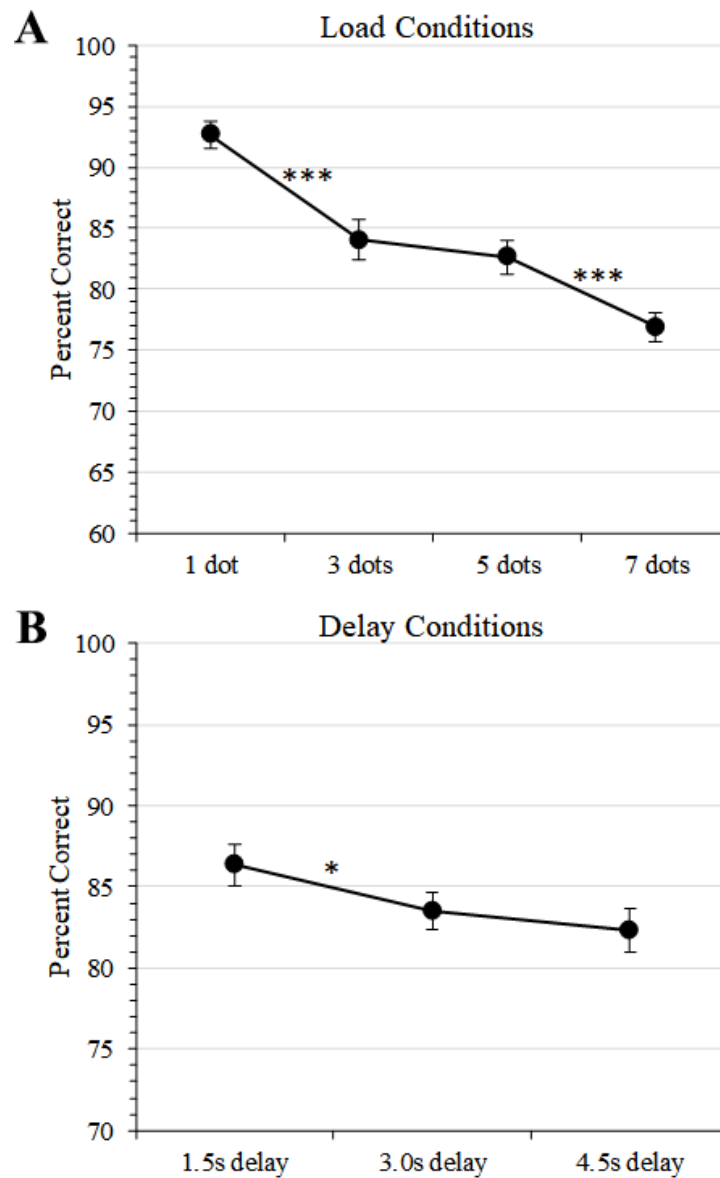 A
Load Conditions
Percent Correct
100
95
90
85
80
75
70
65
60
***
***
1 dot 3 dots 5 dots 7 dots
B
Delay Conditions
Percent Correct
100
95
90
85
80
75
70
*
1.5s delay 3.0s delay 4.5s delay